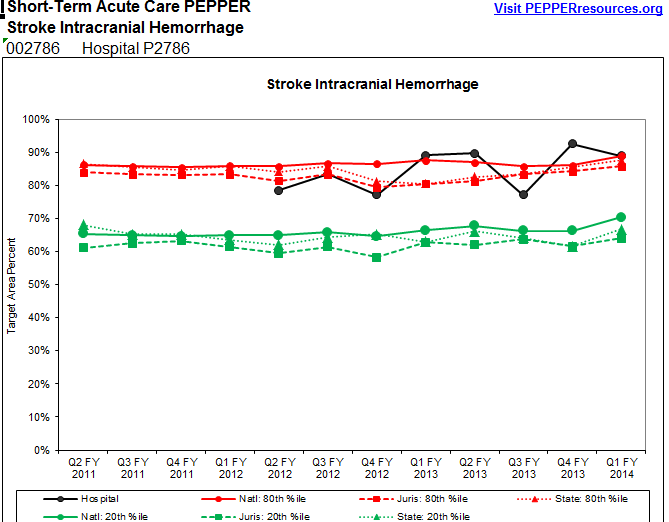 Short-Term Acute Care PEPPER
Visit PEPPERresources.org
Stroke Intracranial Hemorrhage
002786 Hospital P2786
Stroke Intracranial Hemorrhage
Target Area Percent
100%
90%
80%
70%
60%
50%
40%
30%
20%
10%
0%
Q2 FY Q3 FY Q4 FY Q1 FY Q2 FY Q3 FY Q4 FY Q1 FY Q2 FY Q3 FY Q4 FY Q1 FY
2011 2011 2011 2012 2012 2012 2012 2013 2013 2013 2013 2014
Hospital Natl: 80th %ile Juris: 80th %ile State: 80th %ile
Natl: 20th %ile Juris: 20th %ile State: 20th %ile